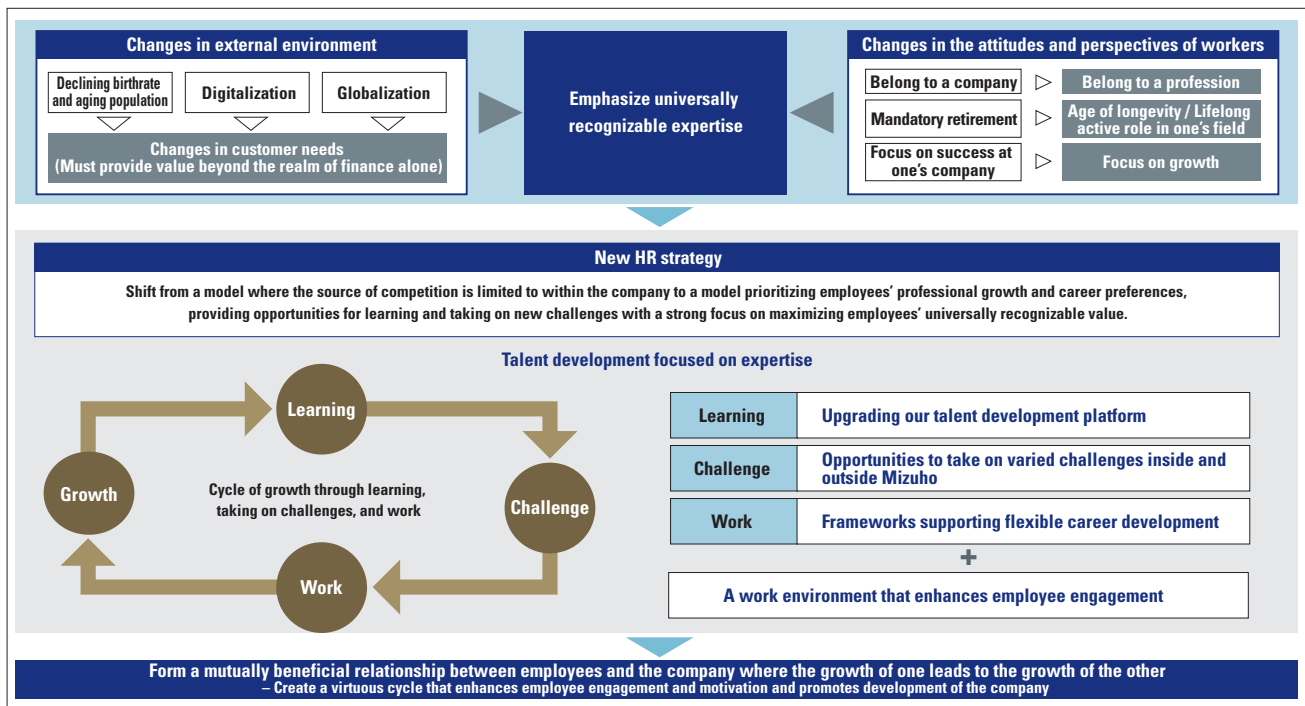 Changes in external environment
Declining birthrate
and aging population
Digitalization
Globalization
Changes in customer needs
(Must provide value beyond the realm of finance alone)
Emphasize universally
recognizable expertise
Changes in the attitudes and perspectives of workers
Belong to a company
Belong to a profession
Mandatory retirement
Age of longevity / Lifelong
active role in one's field
Focus on success at
one's company
Focus on growth
New HR strategy
Shift from a model where the source of competition is limited to within the company to a model prioritizing employees' professional growth and career preferences,
providing opportunities for learning and taking on new challenges with a strong focus on maximizing employees' universally recognizable value.
Talent development focused on expertise
Learning
Challenge
Work
Growth
Cycle of growth through learning,
taking on challenges, and work
Learning
Upgrading our talent development platform
Challenge
Opportunities to take on varied challenges inside and
outside Mizuho
Work
Frameworks supporting flexible career development
+
A work environment that enhances employee engagement
Form a mutually beneficial relationship between employees and the company where the growth of one leads to the growth of the other
– Create a virtuous cycle that enhances employee engagement and motivation and promotes development of the company